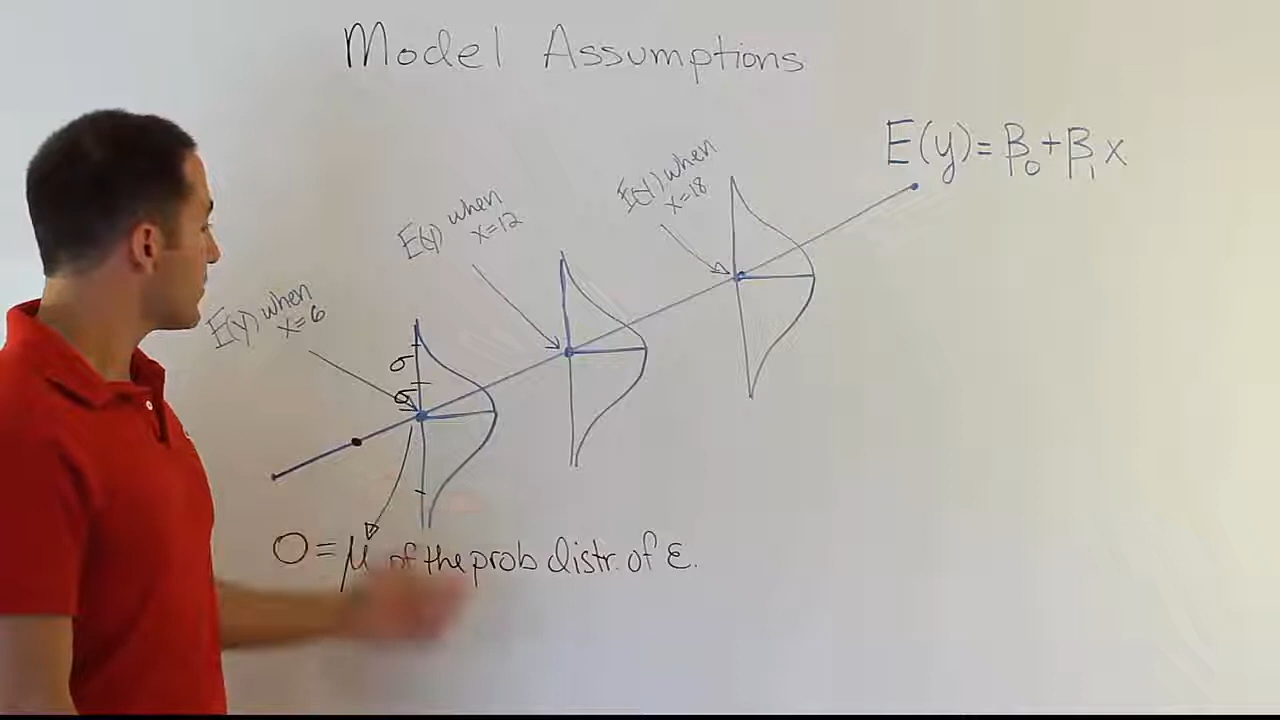 Model Assumptions
E(y) = β₀ + β₁ x
E(y) when
x=18
E(y) when
x=12
E(y) when
x=6
σ
σ
0 = μ of the prob distr. of ε.